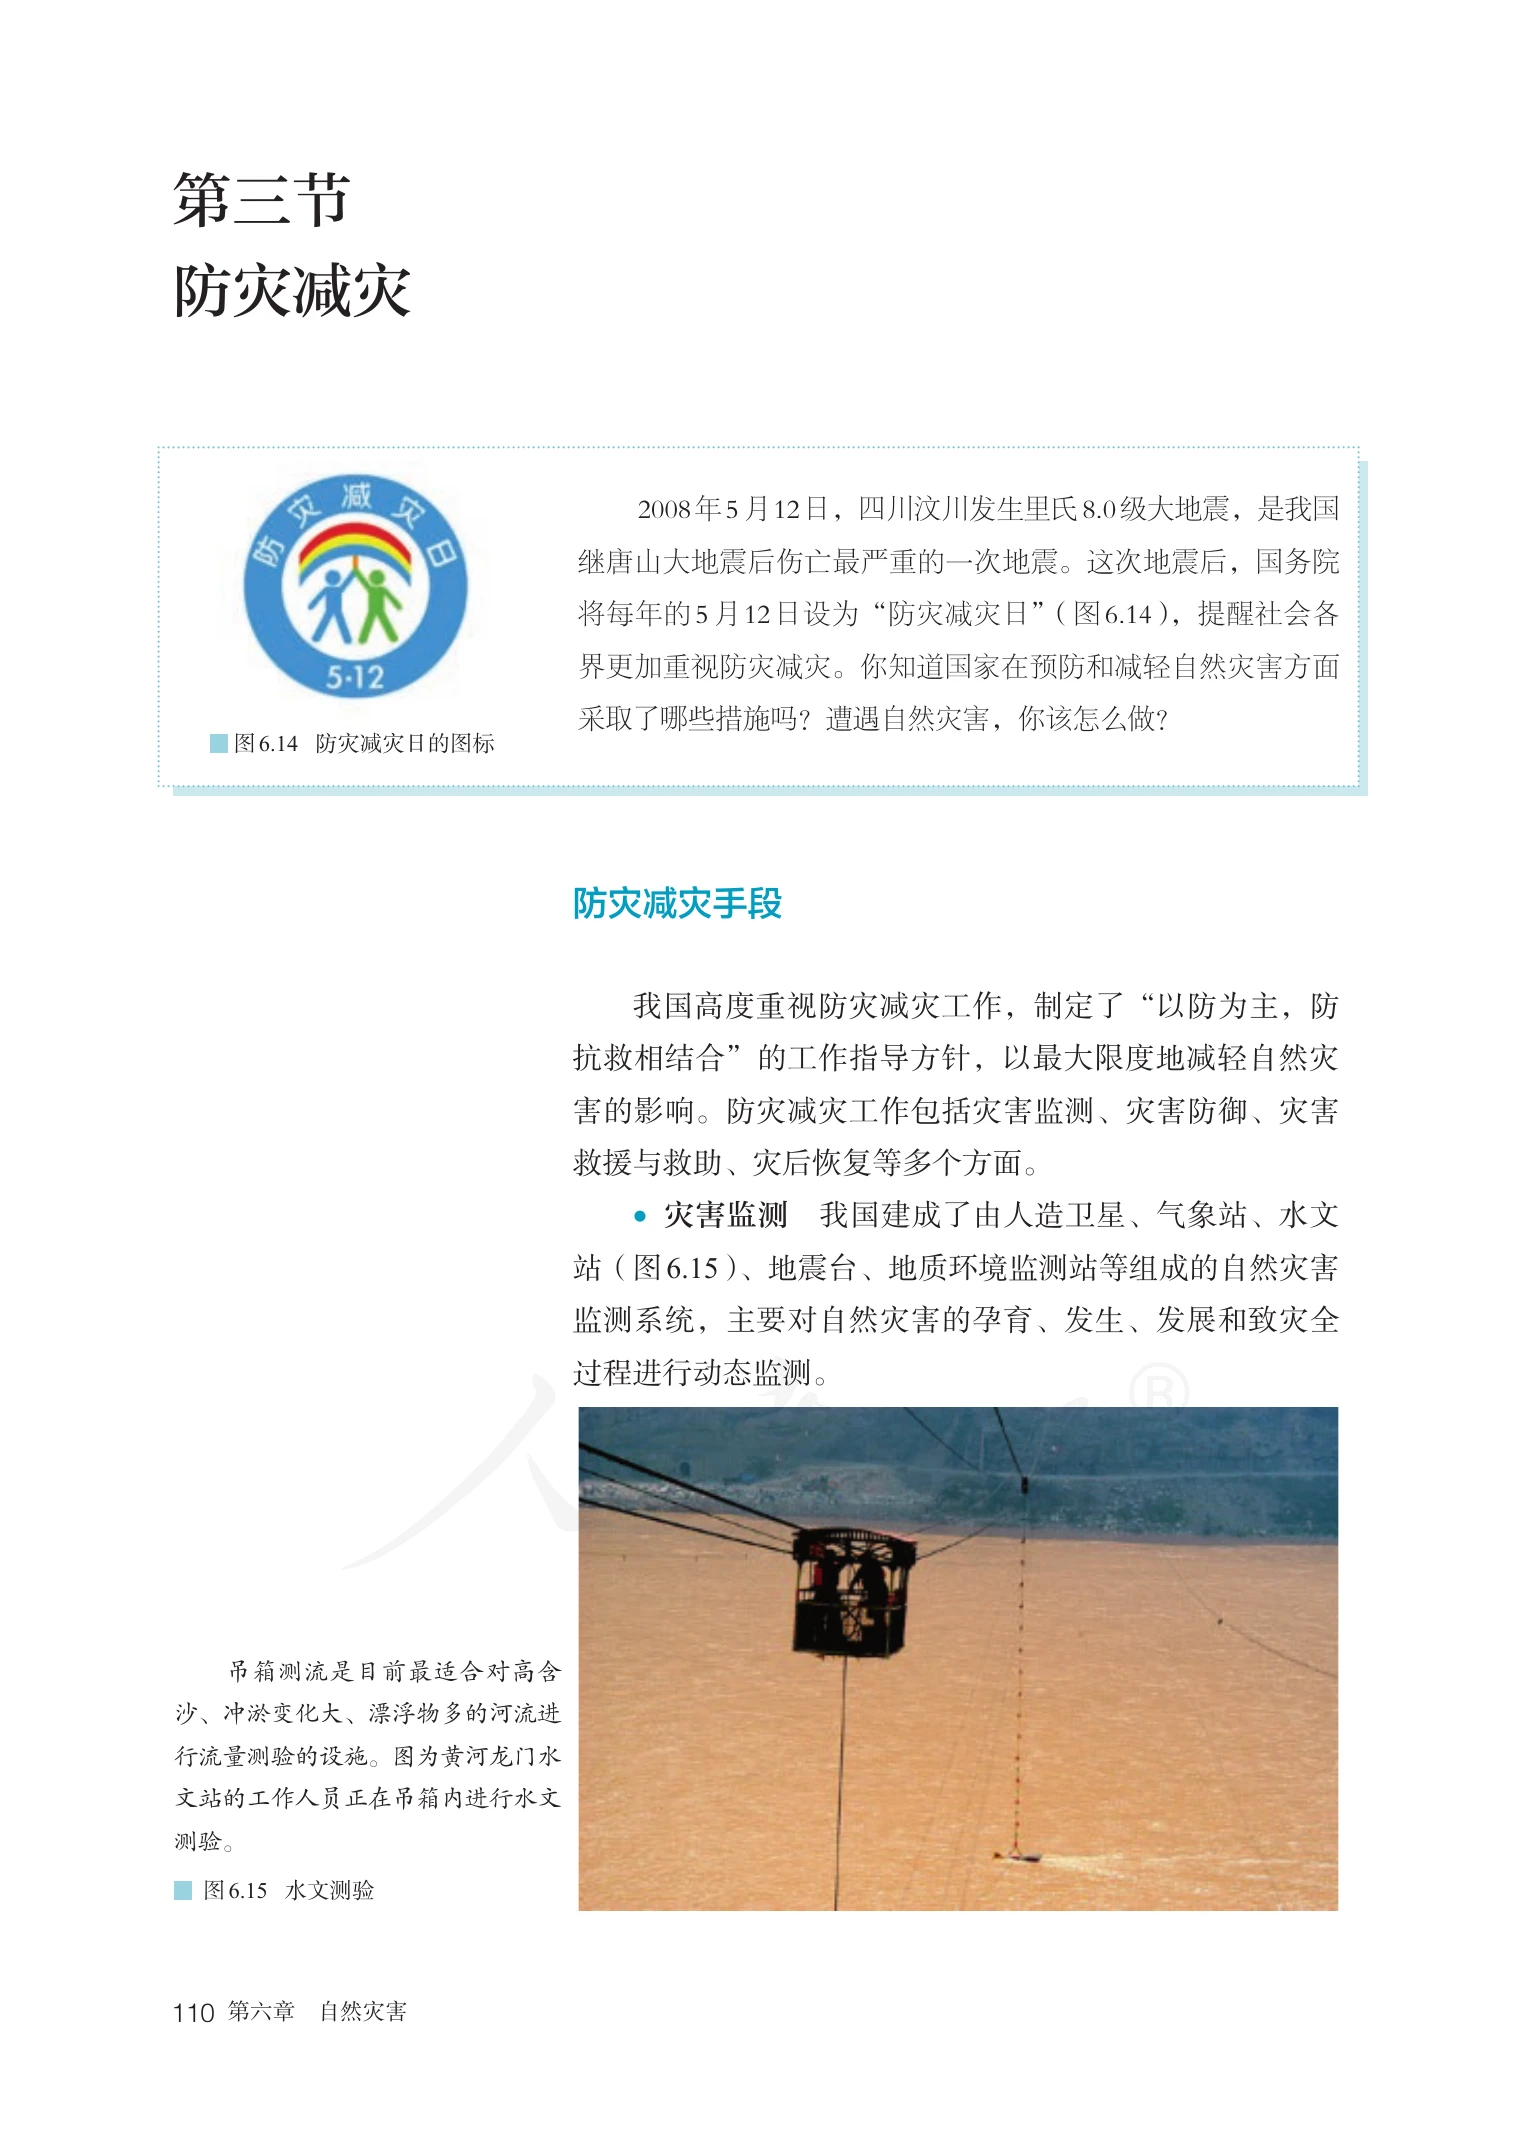 第三节
防灾减灾
防灾减灾日
5·12
图6.14 防灾减灾日的图标
2008年5月12日，四川汶川发生里氏8.0级大地震，是我国
继唐山大地震后伤亡最严重的一次地震。这次地震后，国务院
将每年的5月12日设为“防灾减灾日”（图6.14），提醒社会各
界更加重视防灾减灾。你知道国家在预防和减轻自然灾害方面
采取了哪些措施吗？遭遇自然灾害，你该怎么做？
防灾减灾手段
我国高度重视防灾减灾工作，制定了“以防为主，防
抗救相结合”的工作指导方针，以最大限度地减轻自然灾
害的影响。防灾减灾工作包括灾害监测、灾害防御、灾害
救援与救助、灾后恢复等多个方面。
• 灾害监测 我国建成了由人造卫星、气象站、水文
站（图6.15）、地震台、地质环境监测站等组成的自然灾害
监测系统，主要对自然灾害的孕育、发生、发展和致灾全
过程进行动态监测。
吊箱测流是目前最适合对高含
沙、冲淤变化大、漂浮物多的河流进
行流量测验的设施。图为黄河龙门水
文站的工作人员正在吊箱内进行水文
测验。
图6.15 水文测验
110 第六章 自然灾害